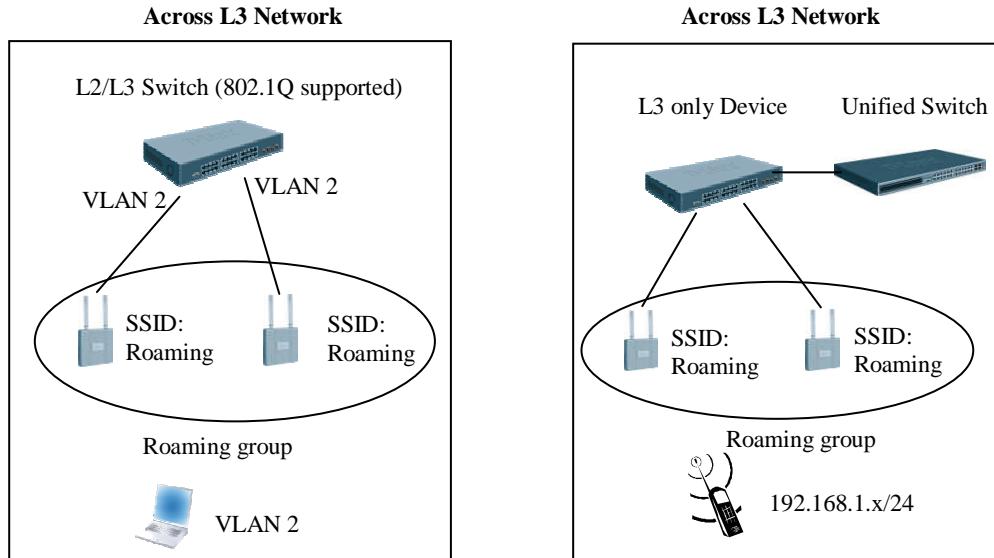 Across L3 Network
L2/L3 Switch (802.1Q supported)
VLAN 2
VLAN 2
SSID:
Roaming
SSID:
Roaming
Roaming group
VLAN 2
Across L3 Network
L3 only Device
Unified Switch
SSID:
Roaming
SSID:
Roaming
Roaming group
192.168.1.x/24